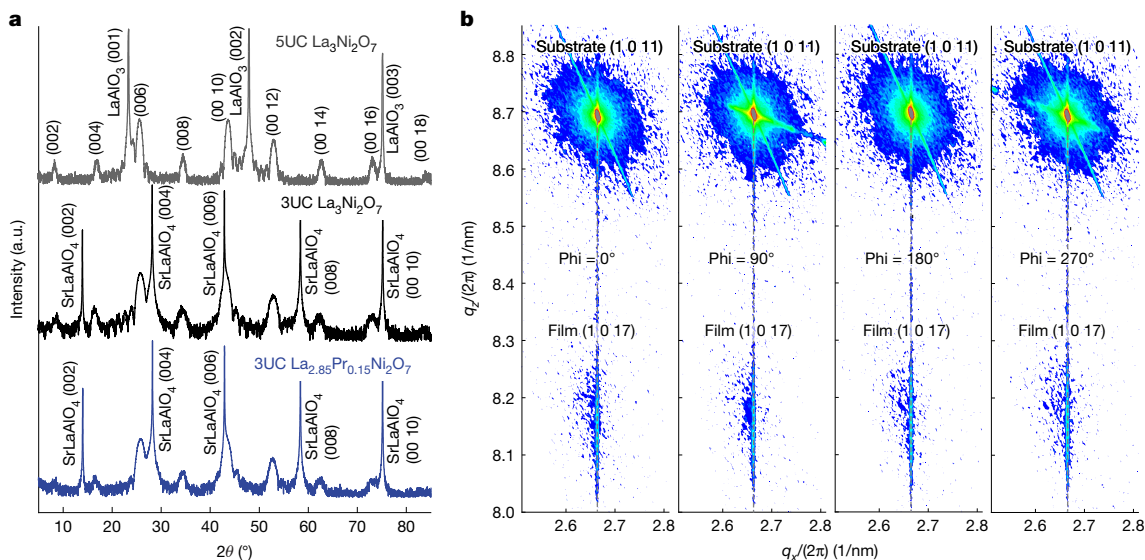 a
5UC La₃Ni₂O₇
LaAlO₃ (001)
LaAlO₃ (002)
LaAlO₃ (003)
(002)
(004)
(006)
(008)
(00 10)
(00 12)
(00 14)
(00 16)
(00 18)
3UC La₃Ni₂O₇
SrLaAlO₄ (002)
SrLaAlO₄ (004)
SrLaAlO₄ (006)
SrLaAlO₄
(008)
SrLaAlO₄
(00 10)
3UC La₂.₈₅Pr₀.₁₅Ni₂O₇
SrLaAlO₄ (002)
SrLaAlO₄ (004)
SrLaAlO₄ (006)
SrLaAlO₄
(008)
SrLaAlO₄
(00 10)
Intensity (a.u.)
10 20 30 40 50 60 70 80
2θ (°)
b
8.8
8.7
8.6
8.5
8.4
8.3
8.2
8.1
8.0
qz/(2π) (1/nm)
Substrate (1 0 11) Substrate (1 0 11) Substrate (1 0 11) Substrate (1 0 11)
Phi = 0° Phi = 90° Phi = 180° Phi = 270°
Film (1 0 17) Film (1 0 17) Film (1 0 17) Film (1 0 17)
2.6 2.7 2.8 2.6 2.7 2.8 2.6 2.7 2.8 2.6 2.7 2.8
qx/(2π) (1/nm)